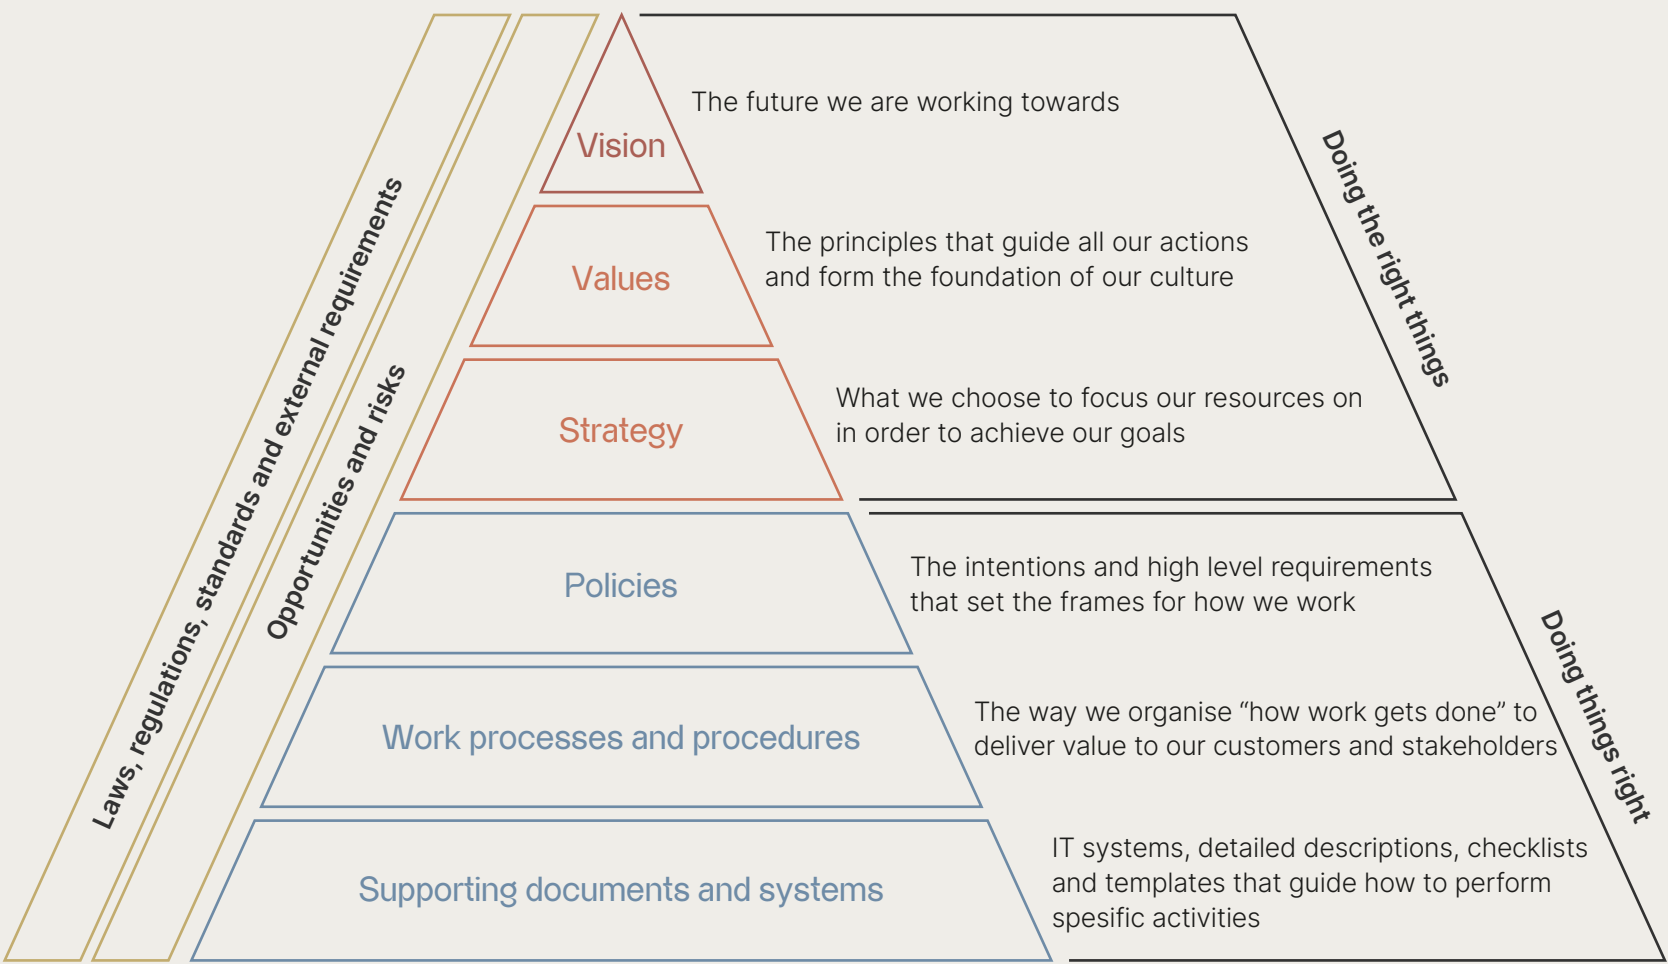 Laws, regulations, standards and external requirements
Opportunities and risks
Vision
The future we are working towards
Values
The principles that guide all our actions
and form the foundation of our culture
Strategy
What we choose to focus our resources on
in order to achieve our goals
Doing the right things
Policies
The intentions and high level requirements
that set the frames for how we work
Work processes and procedures
The way we organise “how work gets done” to
deliver value to our customers and stakeholders
Supporting documents and systems
IT systems, detailed descriptions, checklists
and templates that guide how to perform
spesific activities
Doing things right